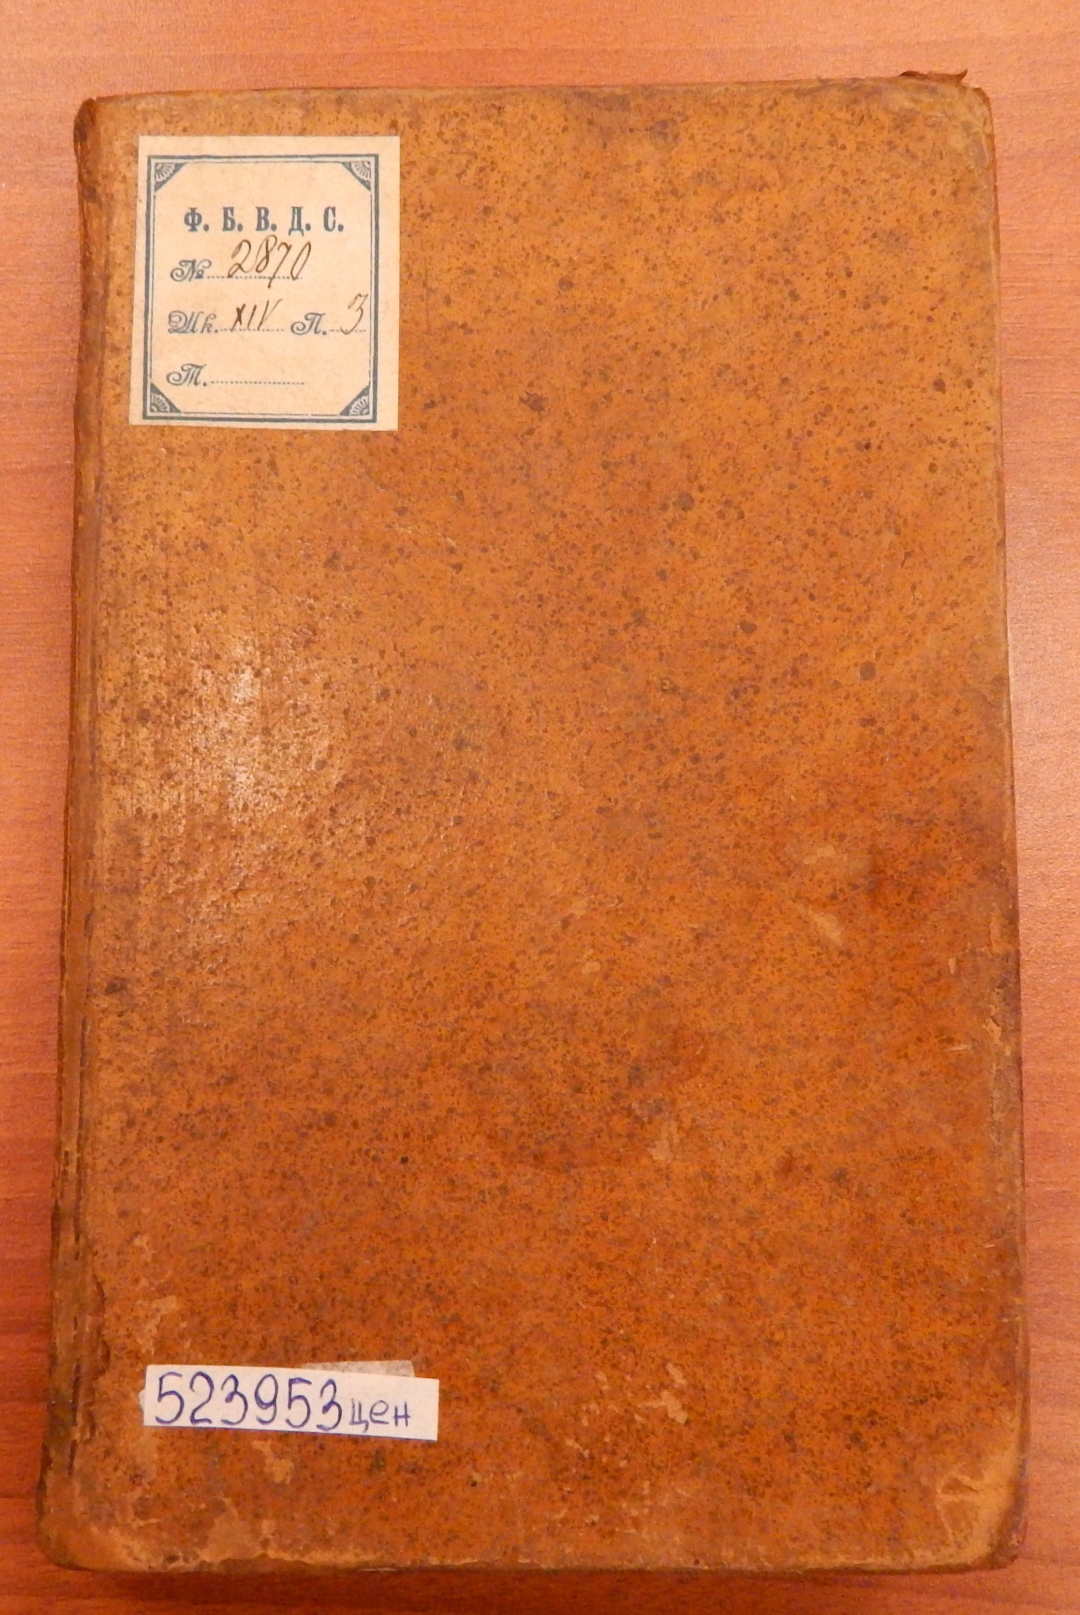 Ф. Б. В. Д. С.
№ 2870
Шк. XIV П. 3
Т.
523953цен